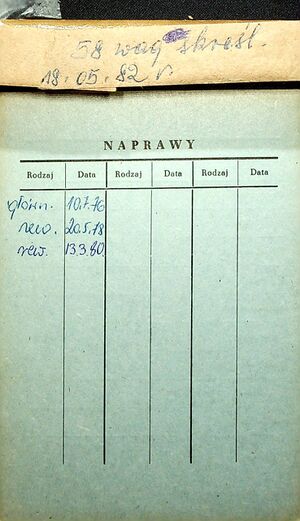 58 wag skreśl.
18.05.82 r
NAPRAWY
Rodzaj Data Rodzaj Data Rodzaj Data
główn. 10.7.76
rew. 20.5.78
rew. 13.3.80